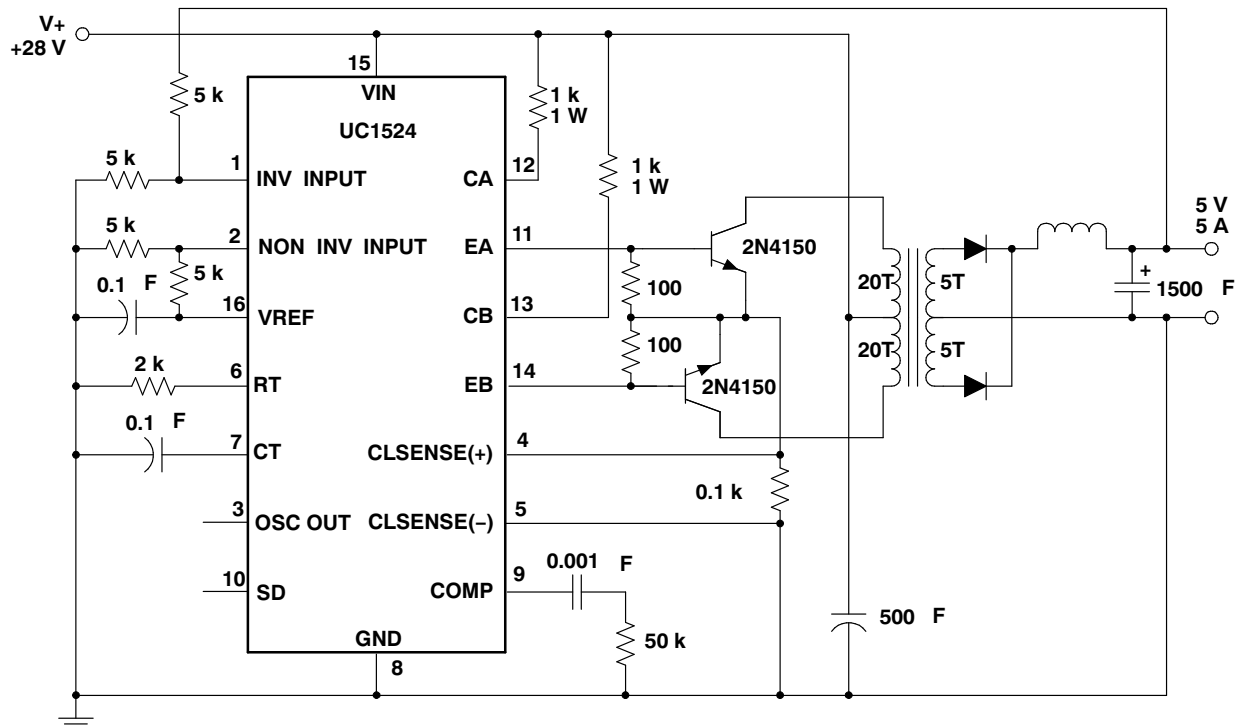 V+
+28 V
15
VIN
UC1524
5 k
1 k
1 W
5 k
1
INV INPUT
CA
12
1 k
1 W
5 k
2
NON INV INPUT
EA
11
2N4150
5 V
5 A
5 k
0.1 F
16
VREF
CB
13
100
20T
5T
+
1500 F
2 k
6
RT
EB
14
100
2N4150
20T
5T
0.1 F
7
CT
CLSENSE(+)
4
0.1 k
3
OSC OUT
CLSENSE(−)
5
10
SD
COMP
9
0.001 F
50 k
500 F
GND
8